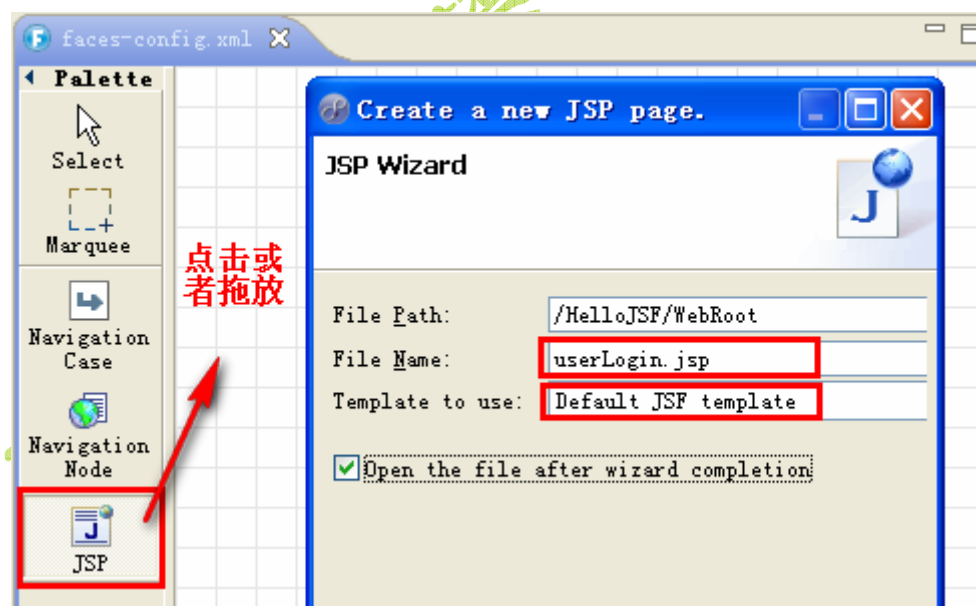 faces-config.xml
Palette
Select
Marquee
Navigation
Case
Navigation
Node
JSP
点击或
者拖放
Create a new JSP page.
JSP Wizard
File Path:
/HelloJSF/WebRoot
File Name:
userLogin.jsp
Template to use:
Default JSF template
Open the file after wizard completion